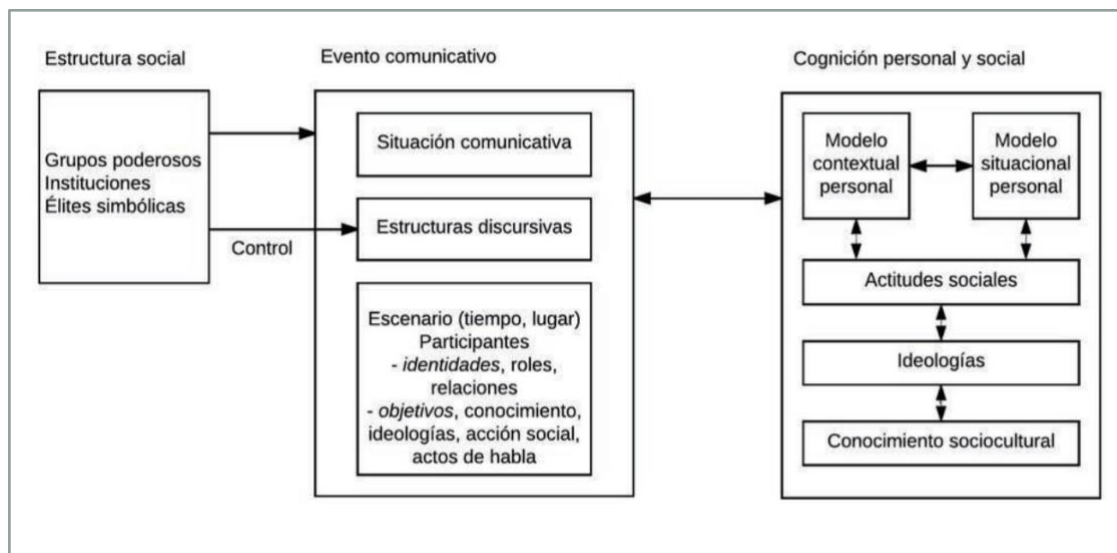 Estructura social
Grupos poderosos
Instituciones
Élites simbólicas
Control
Evento comunicativo
Situación comunicativa
Estructuras discursivas
Escenario (tiempo, lugar)
Participantes
- identidades, roles,
relaciones
- objetivos, conocimiento,
ideologías, acción social,
actos de habla
Cognición personal y social
Modelo
contextual
personal
Modelo
situacional
personal
Actitudes sociales
Ideologías
Conocimiento sociocultural